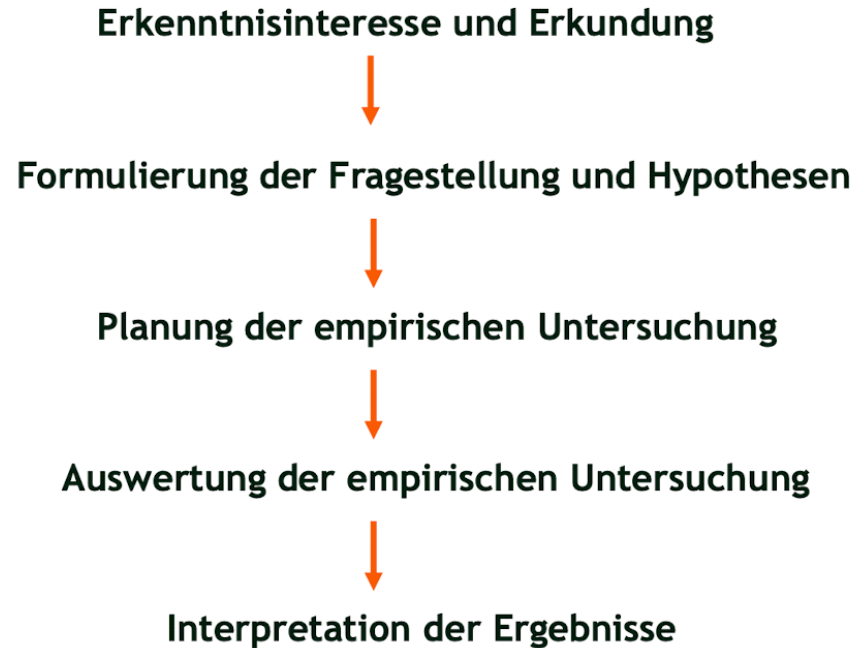 Erkenntnisinteresse und Erkundung
Formulierung der Fragestellung und Hypothesen
Planung der empirischen Untersuchung
Auswertung der empirischen Untersuchung
Interpretation der Ergebnisse